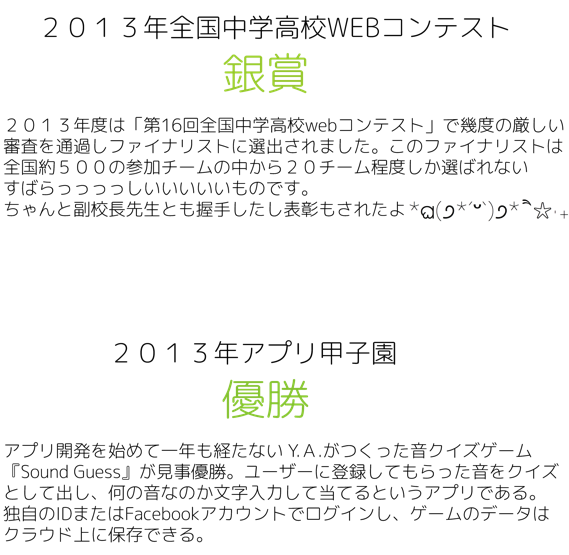 ２０１３年全国中学高校WEBコンテスト
銀賞
２０１３年度は「第16回全国中学高校webコンテスト」で幾度の厳しい
審査を通過しファイナリストに選出されました。このファイナリストは
全国約５００の参加チームの中から２０チーム程度しか選ばれない
すばらっっっっしいいいいいものです。
ちゃんと副校長先生とも握手したし表彰もされたよ
２０１３年アプリ甲子園
優勝
アプリ開発を始めて一年も経たない Y. A .がつくった音クイズゲーム
『Sound Guess』が見事優勝。ユーザーに登録してもらった音をクイズ
として出し、何の音なのか文字入力して当てるというアプリである。
独自のIDまたはFacebookアカウントでログインし、ゲームのデータは
クラウド上に保存できる。